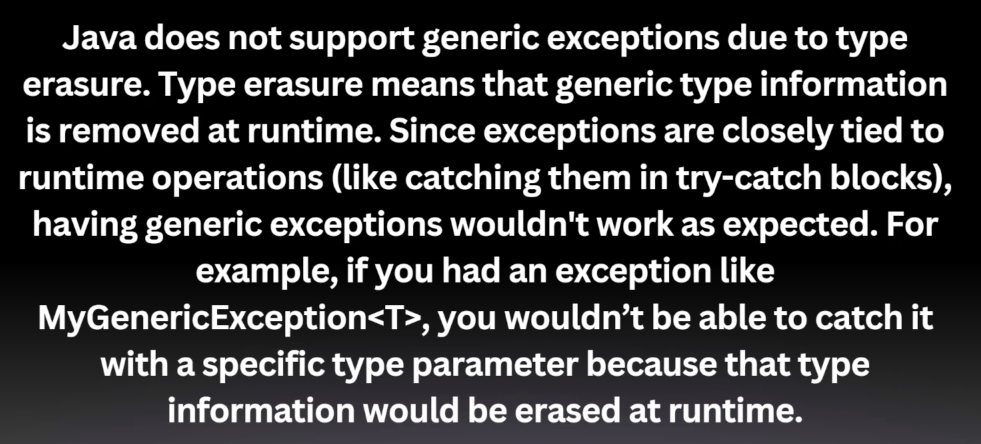 Java does not support generic exceptions due to type
erasure. Type erasure means that generic type information
is removed at runtime. Since exceptions are closely tied to
runtime operations (like catching them in try-catch blocks),
having generic exceptions wouldn't work as expected. For
example, if you had an exception like
MyGenericException<T>, you wouldn’t be able to catch it
with a specific type parameter because that type
information would be erased at runtime.